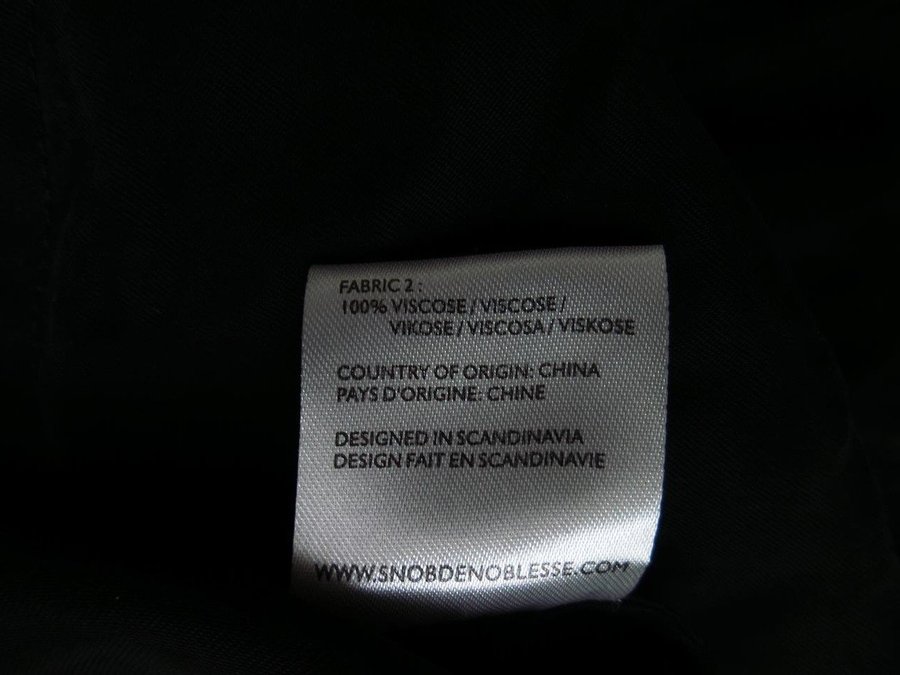 FABRIC 2 :
100% VISCOSE / VISCOSE /
VIKOSE / VISCOSA / VISKOSE
COUNTRY OF ORIGIN: CHINA
PAYS D'ORIGINE: CHINE
DESIGNED IN SCANDINAVIA
DESIGN FAIT EN SCANDINAVIE
WWW.SNOBDENOBLESSE.COM